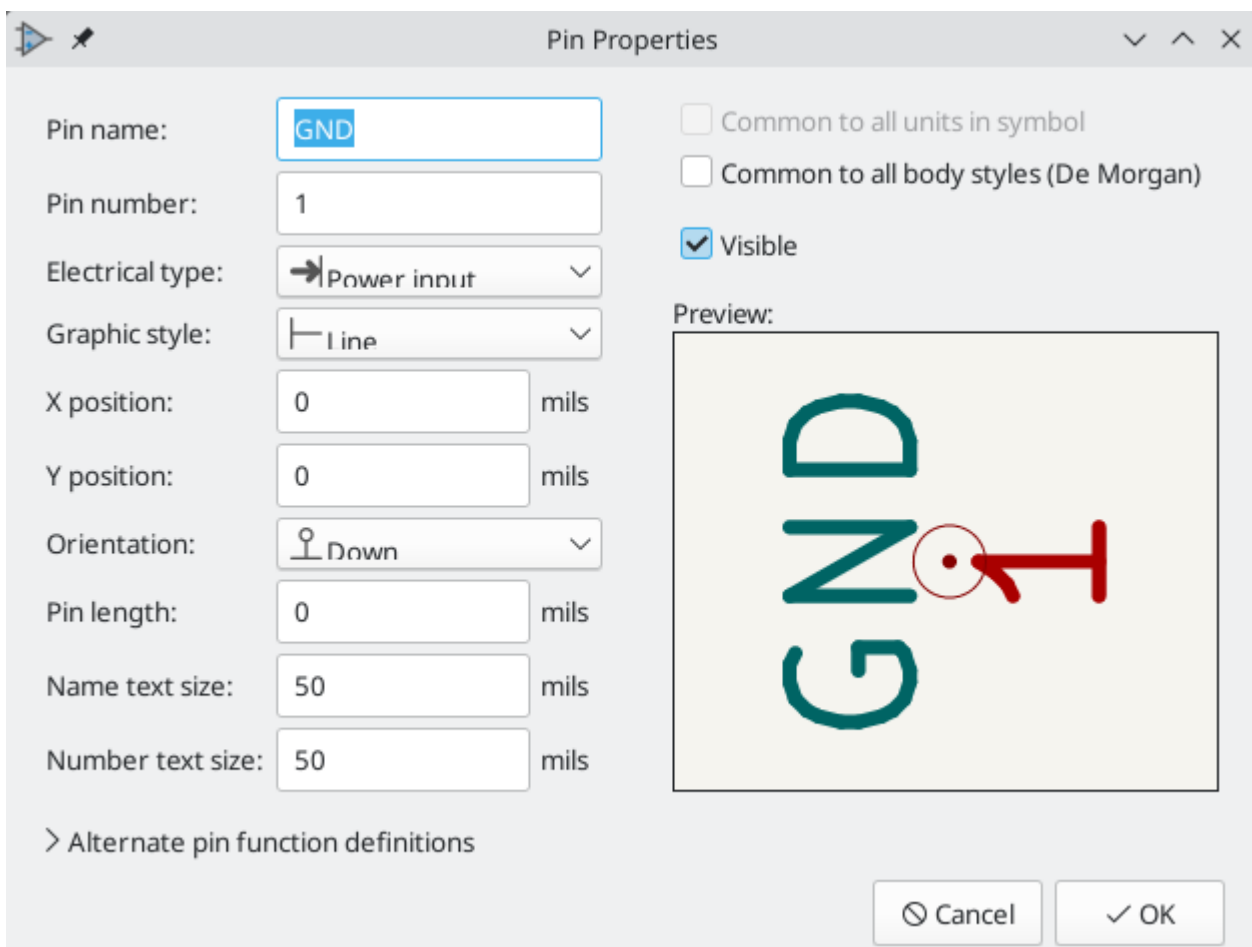 Pin Properties
Pin name: GND
Pin number: 1
Electrical type: Power input
Graphic style: Line
X position: 0 mils
Y position: 0 mils
Orientation: Down
Pin length: 0 mils
Name text size: 50 mils
Number text size: 50 mils
Alternate pin function definitions
Common to all units in symbol
Common to all body styles (De Morgan)
Visible
Preview:
GND
1
Cancel
OK